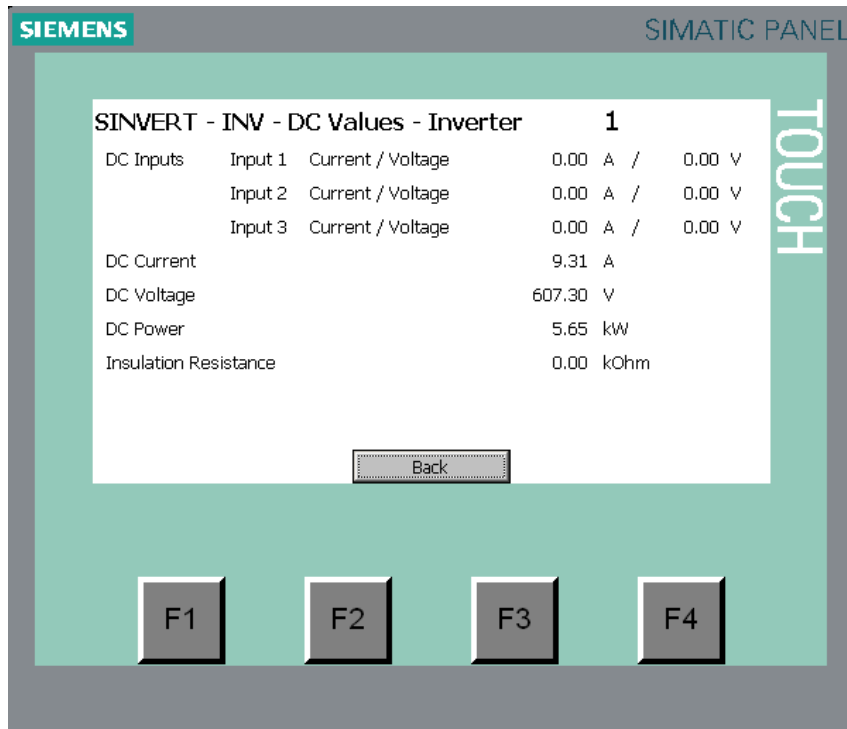 SIEMENS
SIMATIC PANEL
TOUCH
SINVERT - INV - DC Values - Inverter 1
DC Inputs Input 1 Current / Voltage 0.00 A / 0.00 V
Input 2 Current / Voltage 0.00 A / 0.00 V
Input 3 Current / Voltage 0.00 A / 0.00 V
DC Current 9.31 A
DC Voltage 607.30 V
DC Power 5.65 kW
Insulation Resistance 0.00 kOhm
Back
F1 F2 F3 F4